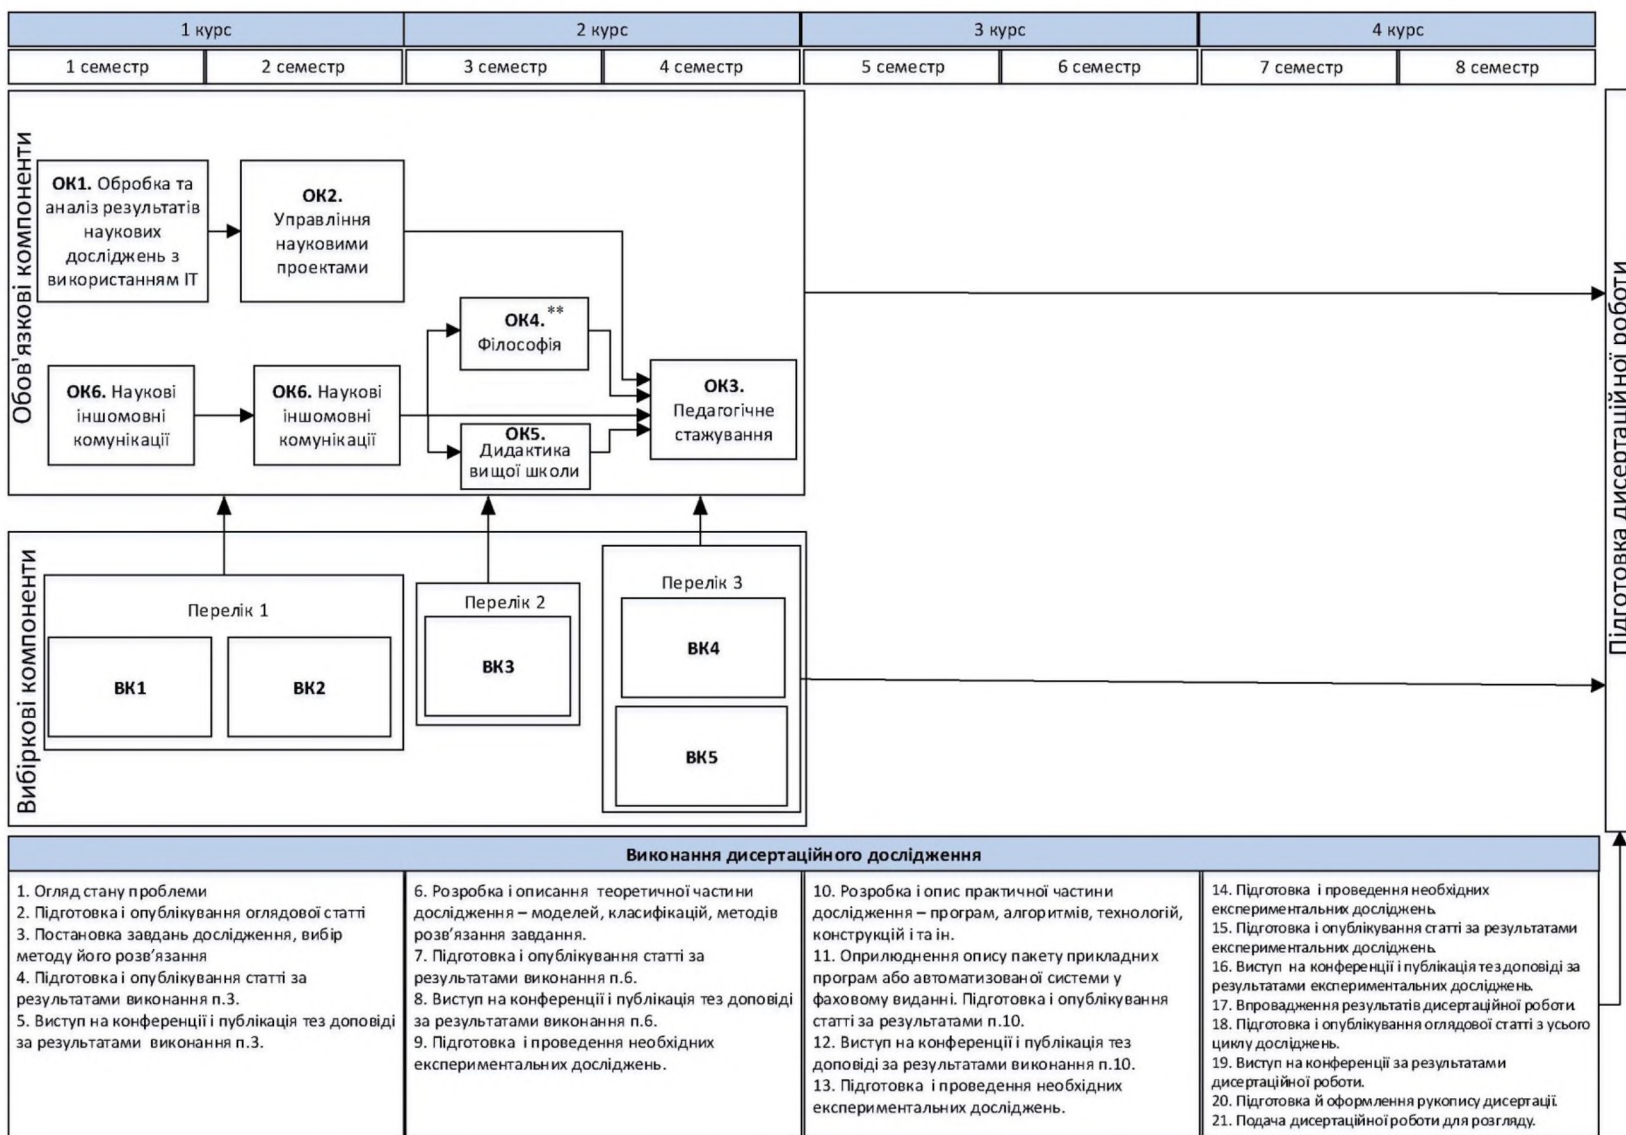 1 курс
2 курс
3 курс
4 курс
1 семестр
2 семестр
3 семестр
4 семестр
5 семестр
6 семестр
7 семестр
8 семестр
Обов'язкові компоненти
ОК1. Обробка та
аналіз результатів
наукових
досліджень з
використанням ІТ
ОК2.
Управління
науковими
проектами
ОК4.**
Філософія
ОК6. Наукові
іншомовні
комунікації
ОК6. Наукові
іншомовні
комунікації
ОК5.
Дидактика
вищої школи
ОК3.
Педагогічне
стажування
Підготовка дисертаційної роботи
Вибіркові компоненти
Перелік 1
ВК1
ВК2
Перелік 2
ВК3
Перелік 3
ВК4
ВК5
Виконання дисертаційного дослідження
1. Огляд стану проблеми
2. Підготовка і опублікування оглядової статті
3. Постановка завдань дослідження, вибір
методу його розв’язання
4. Підготовка і опублікування статті за
результатами виконання п.3.
5. Виступ на конференції і публікація тез доповіді
за результатами виконання п.3.
6. Розробка і описання теоретичної частини
дослідження – моделей, класифікацій, методів
розв’язання завдання.
7. Підготовка і опублікування статті за
результатами виконання п.6.
8. Виступ на конференції і публікація тез доповіді
за результатами виконання п.6.
9. Підготовка і проведення необхідних
експериментальних досліджень.
10. Розробка і опис практичної частини
дослідження – програм, алгоритмів, технологій,
конструкцій і та ін.
11. Оприлюднення опису пакету прикладних
програм або автоматизованої системи у
фаховому виданні. Підготовка і опублікування
статті за результатами п.10.
12. Виступ на конференції і публікація тез
доповіді за результатами виконання п.10.
13. Підготовка і проведення необхідних
експериментальних досліджень.
14. Підготовка і проведення необхідних
експериментальних досліджень.
15. Підготовка і опублікування статті за результатами
експериментальних досліджень.
16. Виступ на конференції і публікація тез доповіді за
результатами експериментальних досліджень.
17. Впровадження результатів дисертаційної роботи.
18. Підготовка і опублікування оглядової статті з усього
циклу досліджень.
19. Виступ на конференції за результатами
дисертаційної роботи.
20. Підготовка й оформлення рукопису дисертації.
21. Подача дисертаційної роботи для розгляду.